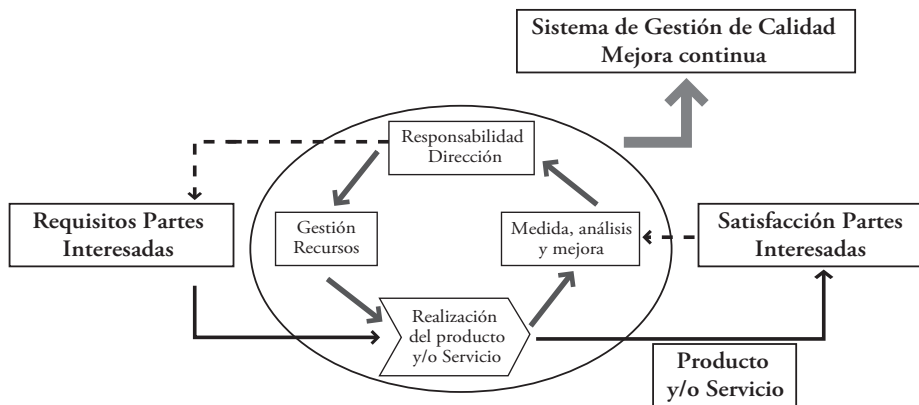 Sistema de Gestión de Calidad
Mejora continua
Responsabilidad
Dirección
Requisitos Partes
Interesadas
Gestión
Recursos
Medida, análisis
y mejora
Satisfacción Partes
Interesadas
Realización
del producto
y/o Servicio
Producto
y/o Servicio